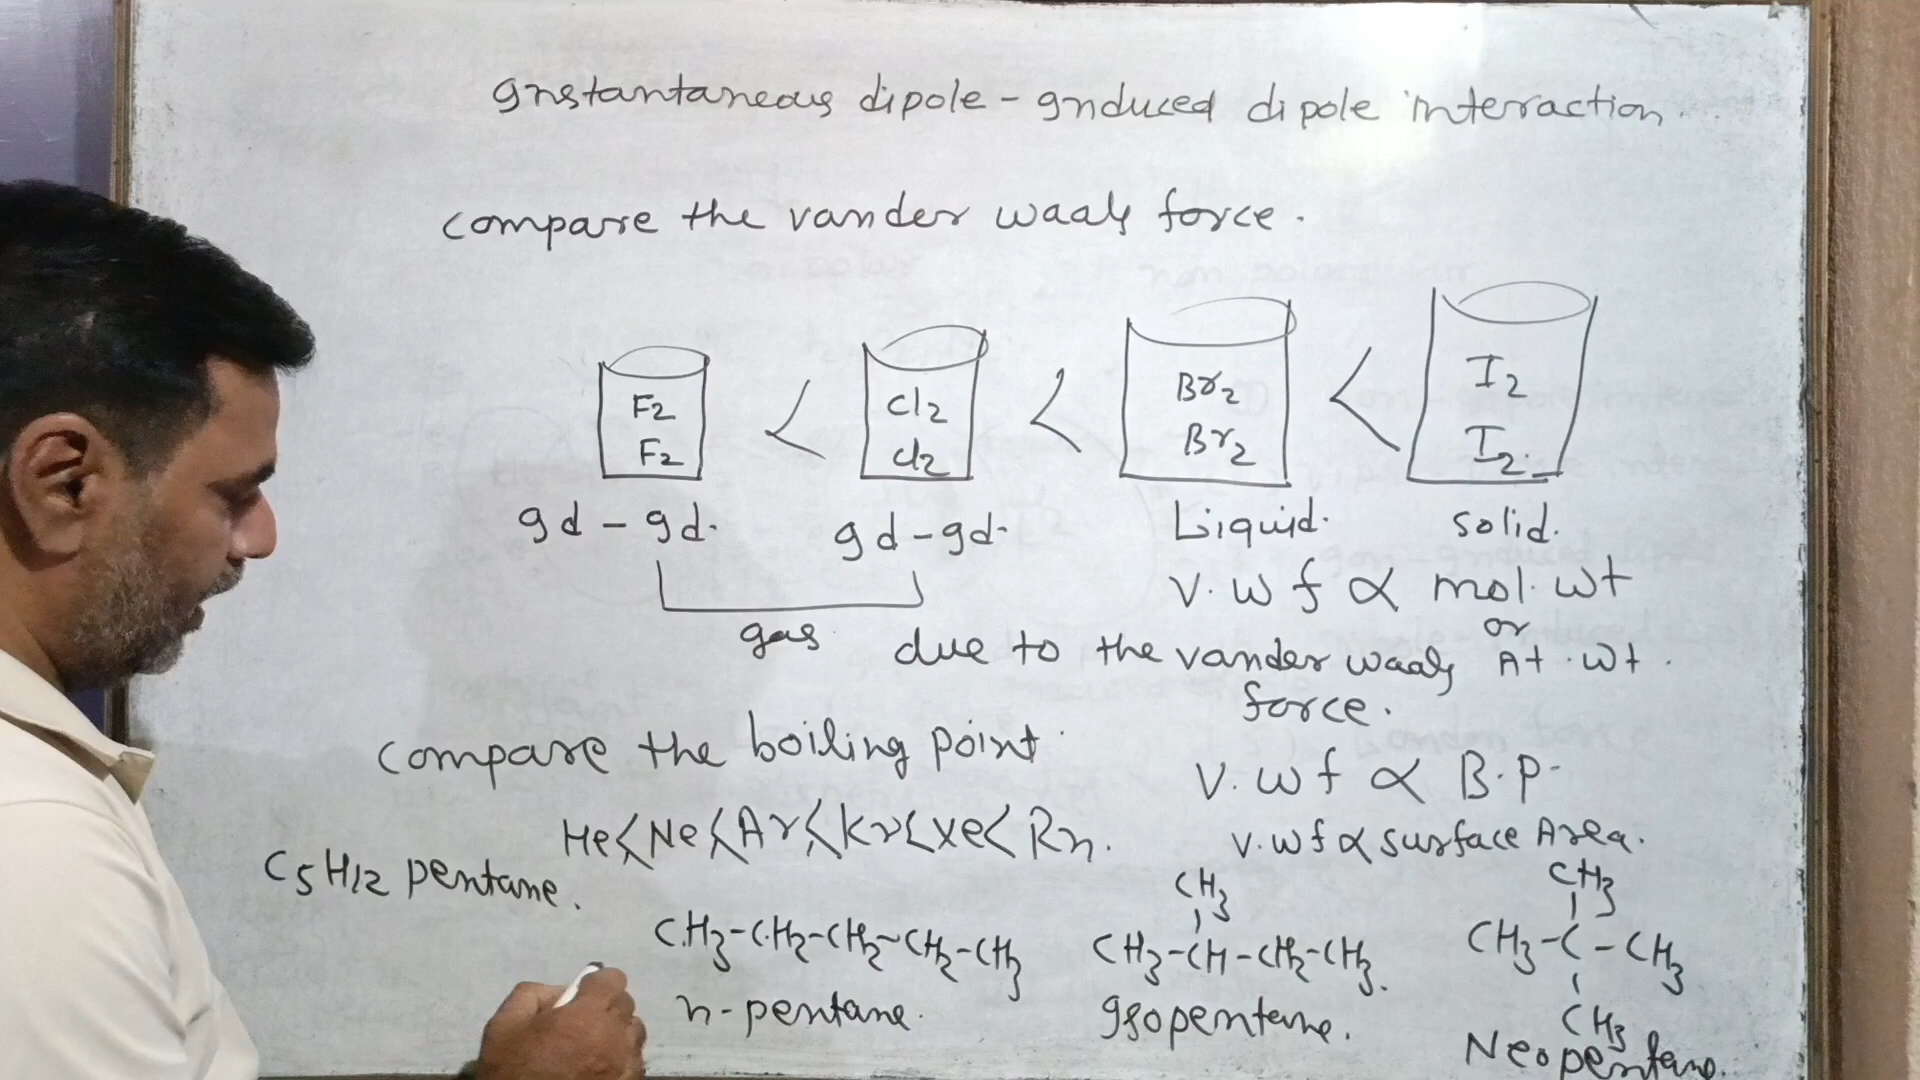 Instantaneous dipole - Induced dipole interaction.
compare the vander waals force.
F2 < Cl2 < Br2 < I2
F2 Cl2 Br2 I2
Id - Id. Id - Id. Liquid. Solid.
V.W f ∝ mol. wt
or
gas due to the vander waals At. wt.
force.
compare the boiling point.
V.W f ∝ B.P.
He < Ne < Ar < Kr < Xe < Rn.
V.W f ∝ surface Area.
C5H12 pentane.
CH3 CH3
CH3-CH2-CH2-CH2-CH3 CH3-CH-CH2-CH3. CH3-C-CH3
CH3
n-pentane. Isopentane. Neopentane.